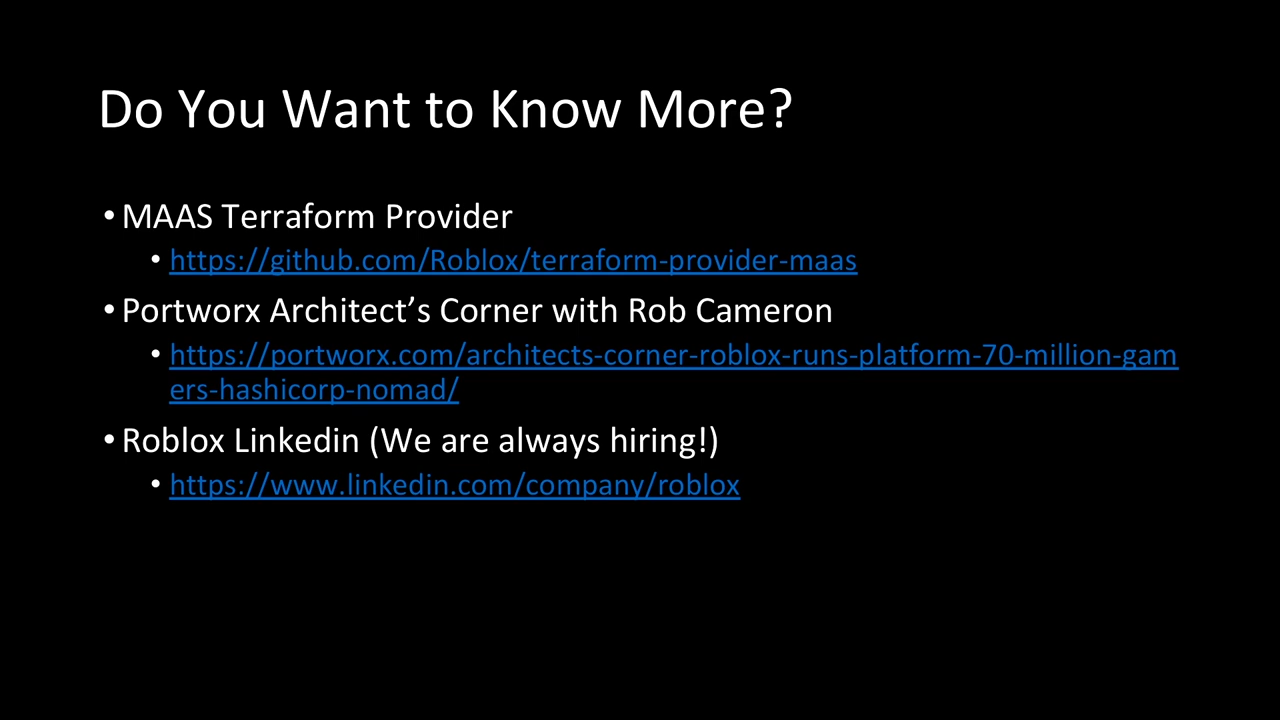 Do You Want to Know More?
• MAAS Terraform Provider
• https://github.com/Roblox/terraform-provider-maas
• Portworx Architect’s Corner with Rob Cameron
• https://portworx.com/architects-corner-roblox-runs-platform-70-million-gam
ers-hashicorp-nomad/
• Roblox Linkedin (We are always hiring!)
• https://www.linkedin.com/company/roblox